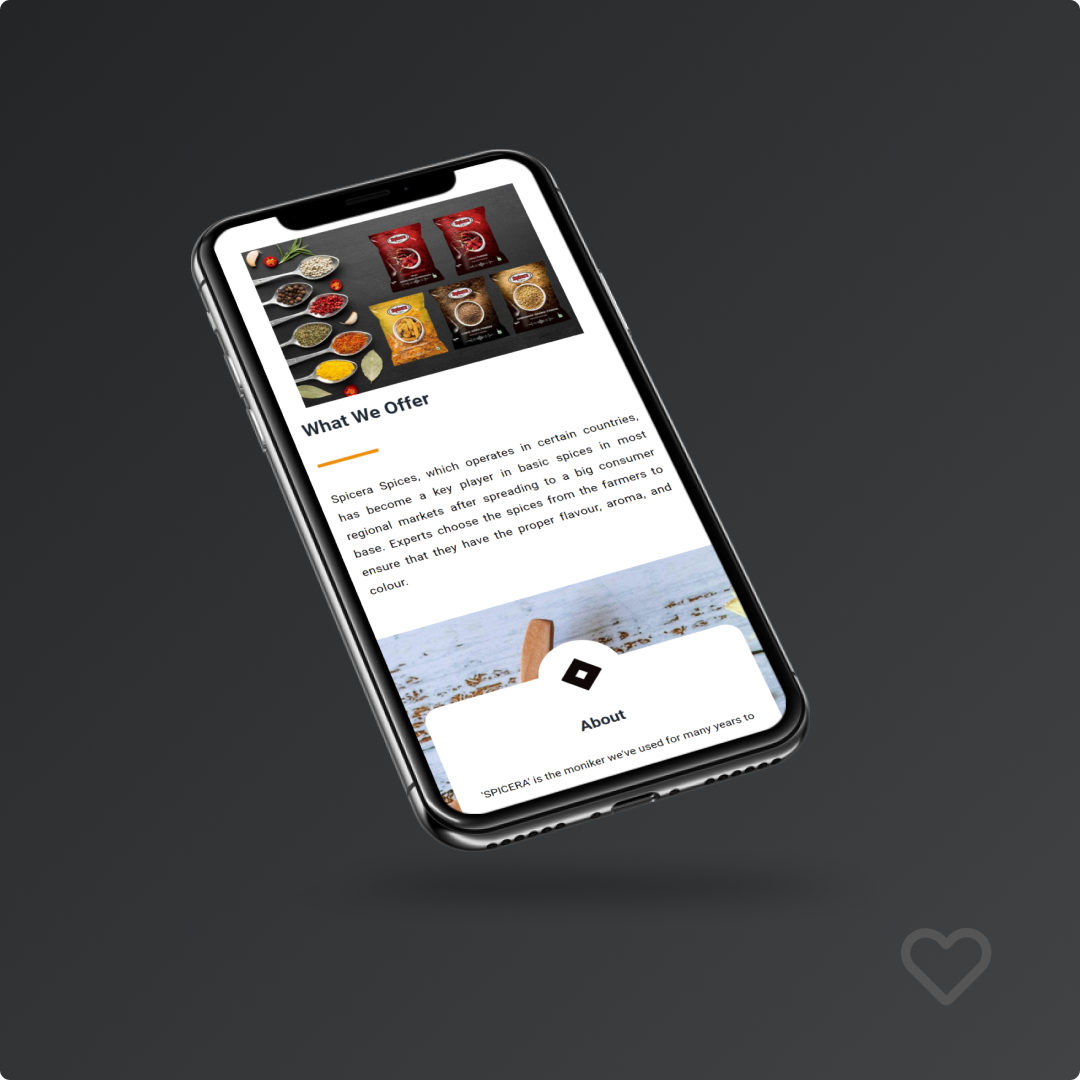 What We Offer
Spicera Spices, which operates in certain countries,
has become a key player in basic spices in most
regional markets after spreading to a big consumer
base. Experts choose the spices from the farmers to
ensure that they have the proper flavour, aroma, and
colour.
About
'SPICERA' is the moniker we've used for many years to